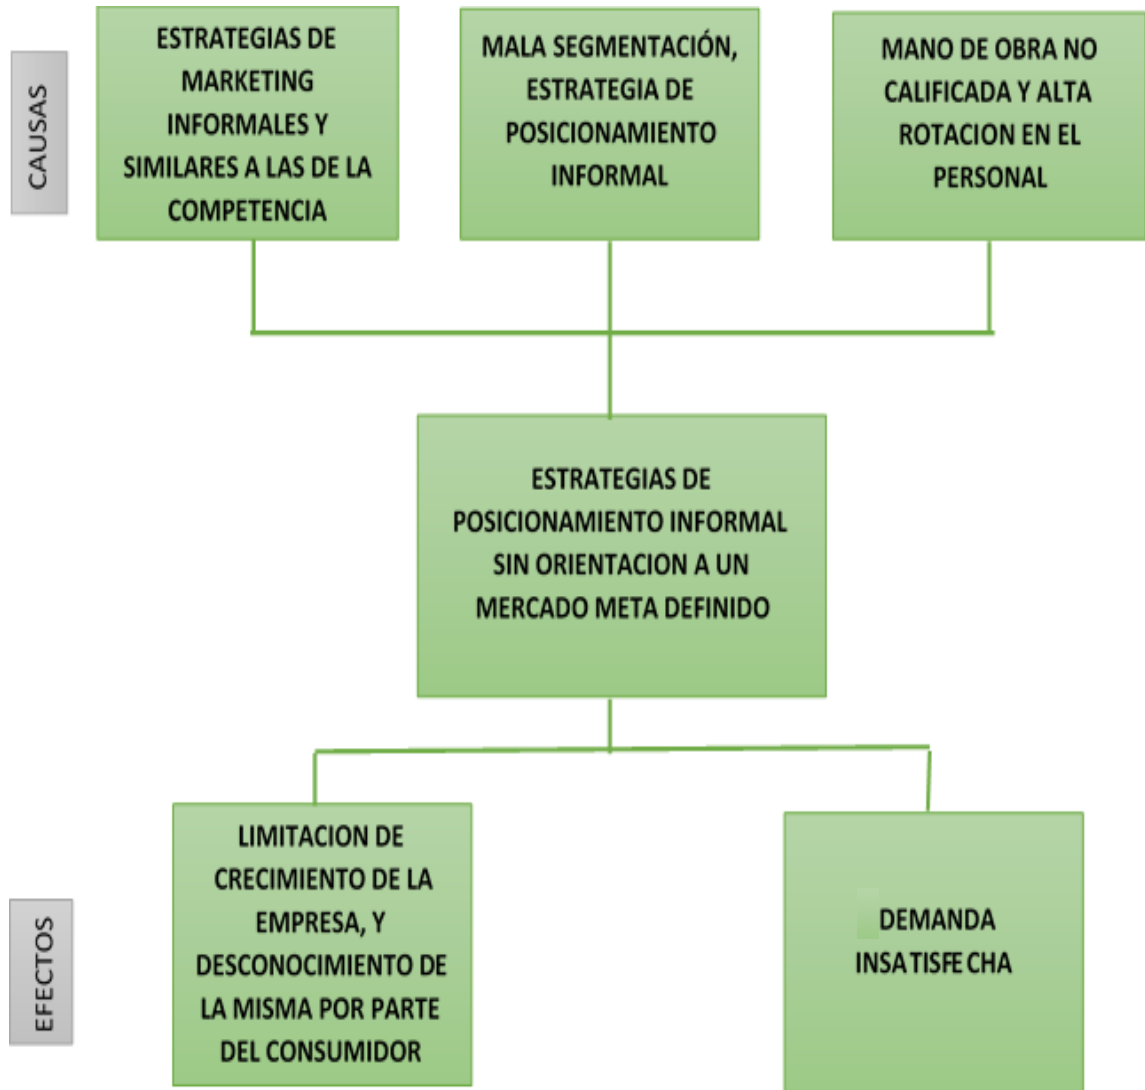 CAUSAS
ESTRATEGIAS DE
MARKETING
INFORMALES Y
SIMILARES A LAS DE LA
COMPETENCIA
MALA SEGMENTACIÓN,
ESTRATEGIA DE
POSICIONAMIENTO
INFORMAL
MANO DE OBRA NO
CALIFICADA Y ALTA
ROTACION EN EL
PERSONAL
ESTRATEGIAS DE
POSICIONAMIENTO INFORMAL
SIN ORIENTACION A UN
MERCADO META DEFINIDO
EFECTOS
LIMITACION DE
CRECIMIENTO DE LA
EMPRESA, Y
DESCONOCIMIENTO DE
LA MISMA POR PARTE
DEL CONSUMIDOR
DEMANDA
INSATISFECHA